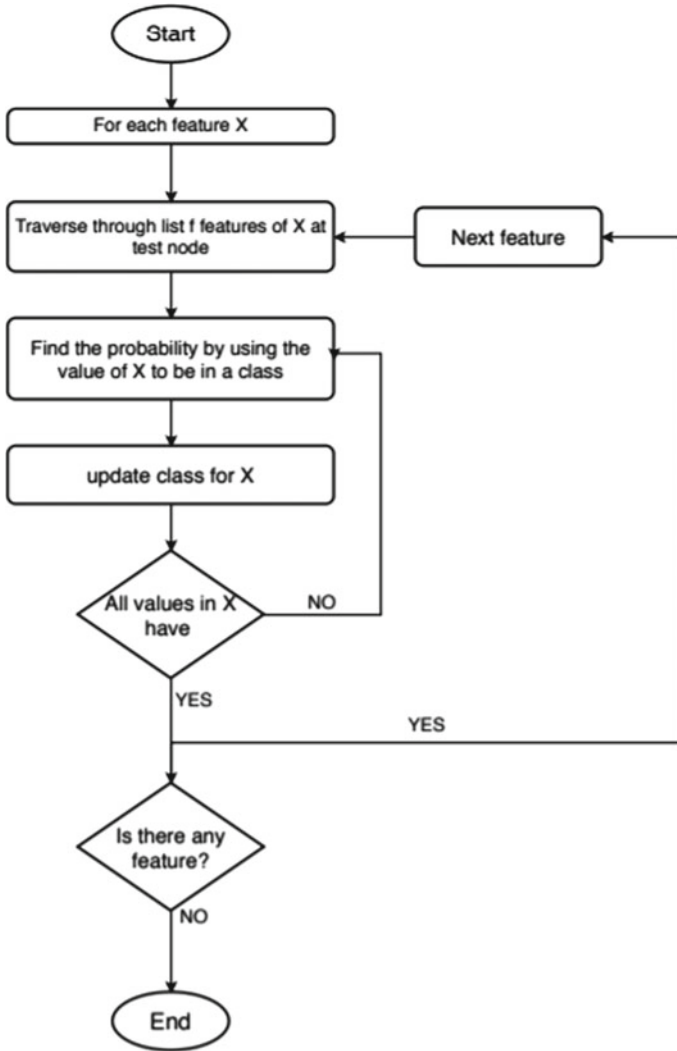 Start
For each feature X
Traverse through list f features of X at
test node
Next feature
Find the probability by using the
value of X to be in a class
update class for X
All values in X
have
NO
YES
YES
Is there any
feature?
NO
End